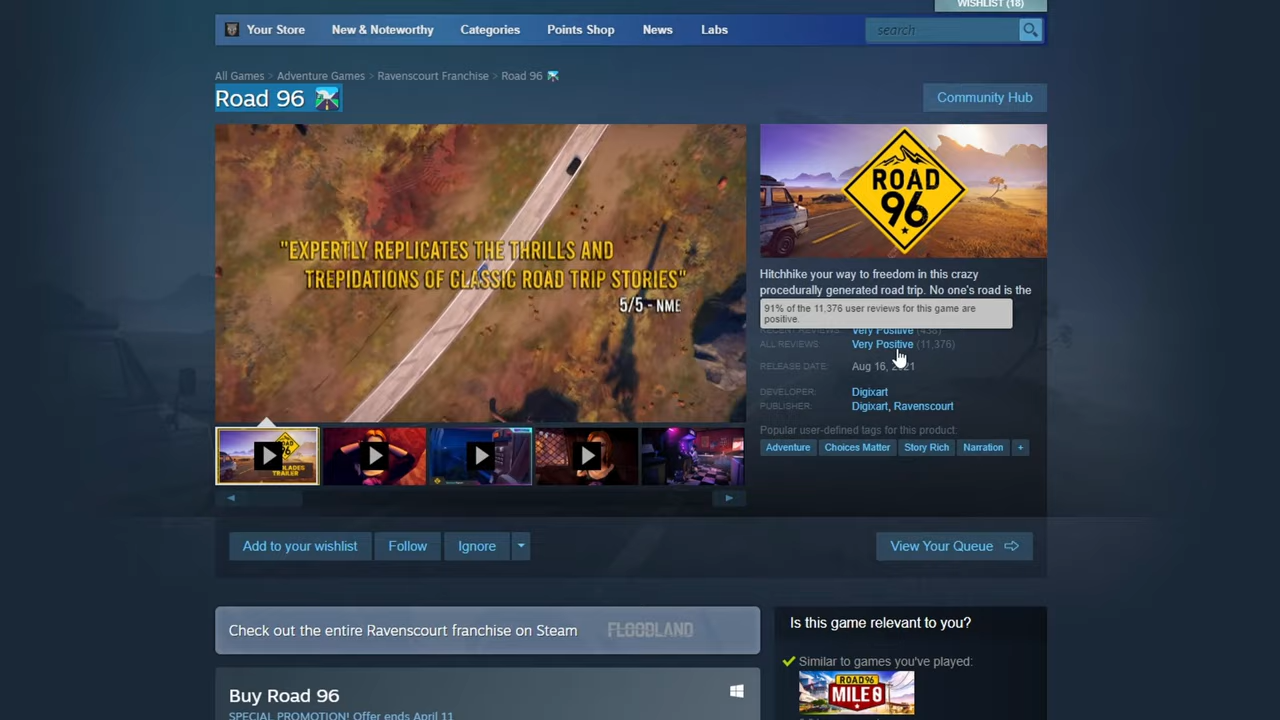 WISHLIST (18)
Your Store
New & Noteworthy
Categories
Points Shop
News
Labs
search
All Games > Adventure Games > Ravenscourt Franchise > Road 96 🛣
Road 96 🛣
Community Hub
"EXPERTLY REPLICATES THE THRILLS AND
TREPIDATIONS OF CLASSIC ROAD TRIP STORIES"
5/5 - NME
ROAD
96
Hitchhike your way to freedom in this crazy
procedurally generated road trip. No one's road is the
91% of the 11,376 user reviews for this game are
positive.
RECENT REVIEWS: Very Positive (438)
ALL REVIEWS: Very Positive (11,376)
RELEASE DATE: Aug 16, 2021
DEVELOPER: Digixart
PUBLISHER: Digixart, Ravenscourt
Popular user-defined tags for this product:
Adventure
Choices Matter
Story Rich
Narration
+
Add to your wishlist
Follow
Ignore
View Your Queue
Check out the entire Ravenscourt franchise on Steam
FLOODLAND
Is this game relevant to you?
Similar to games you've played:
ROAD 96
MILE 0
Buy Road 96
SPECIAL PROMOTION! Offer ends April 11